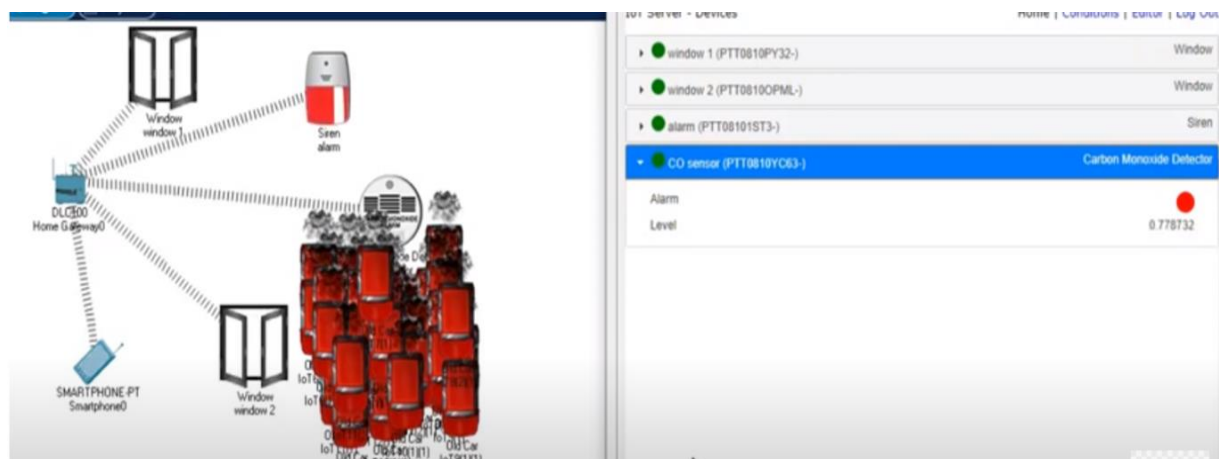 Window
window 1
Siren
alarm
DLC100
Home Gateway0
SMARTPHONE-PT
Smartphone0
Window
window 2
Old Car
IoT Server - Devices
Home | Conditions | Editor | Log Out
window 1 (PTT0810PY32-)
Window
window 2 (PTT0810OPML-)
Window
alarm (PTT08101ST3-)
Siren
CO sensor (PTT0810YC63-)
Carbon Monoxide Detector
Alarm
Level
0.778732